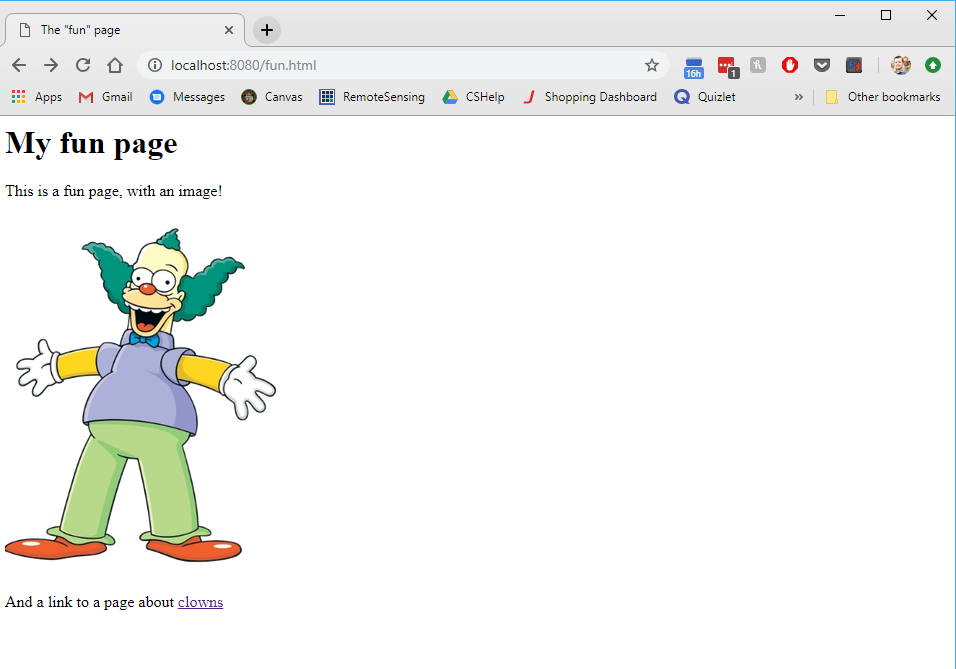 The "fun" page
localhost:8080/fun.html
16h
1
Apps Gmail Messages Canvas RemoteSensing CSHelp Shopping Dashboard Quizlet » Other bookmarks
My fun page
This is a fun page, with an image!
And a link to a page about clowns